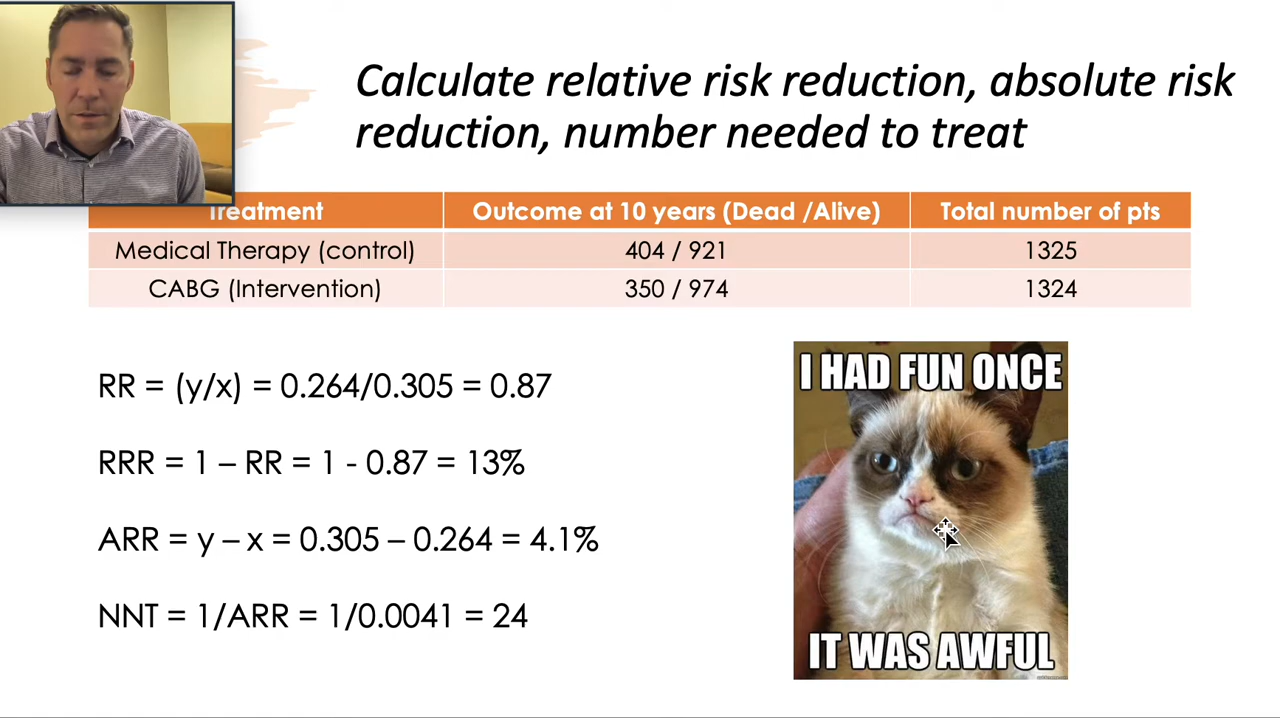 Calculate relative risk reduction, absolute risk
reduction, number needed to treat
Treatment Outcome at 10 years (Dead /Alive) Total number of pts
Medical Therapy (control) 404 / 921 1325
CABG (Intervention) 350 / 974 1324
RR = (y/x) = 0.264/0.305 = 0.87
RRR = 1 – RR = 1 - 0.87 = 13%
ARR = y – x = 0.305 – 0.264 = 4.1%
NNT = 1/ARR = 1/0.0041 = 24
I HAD FUN ONCE
IT WAS AWFUL